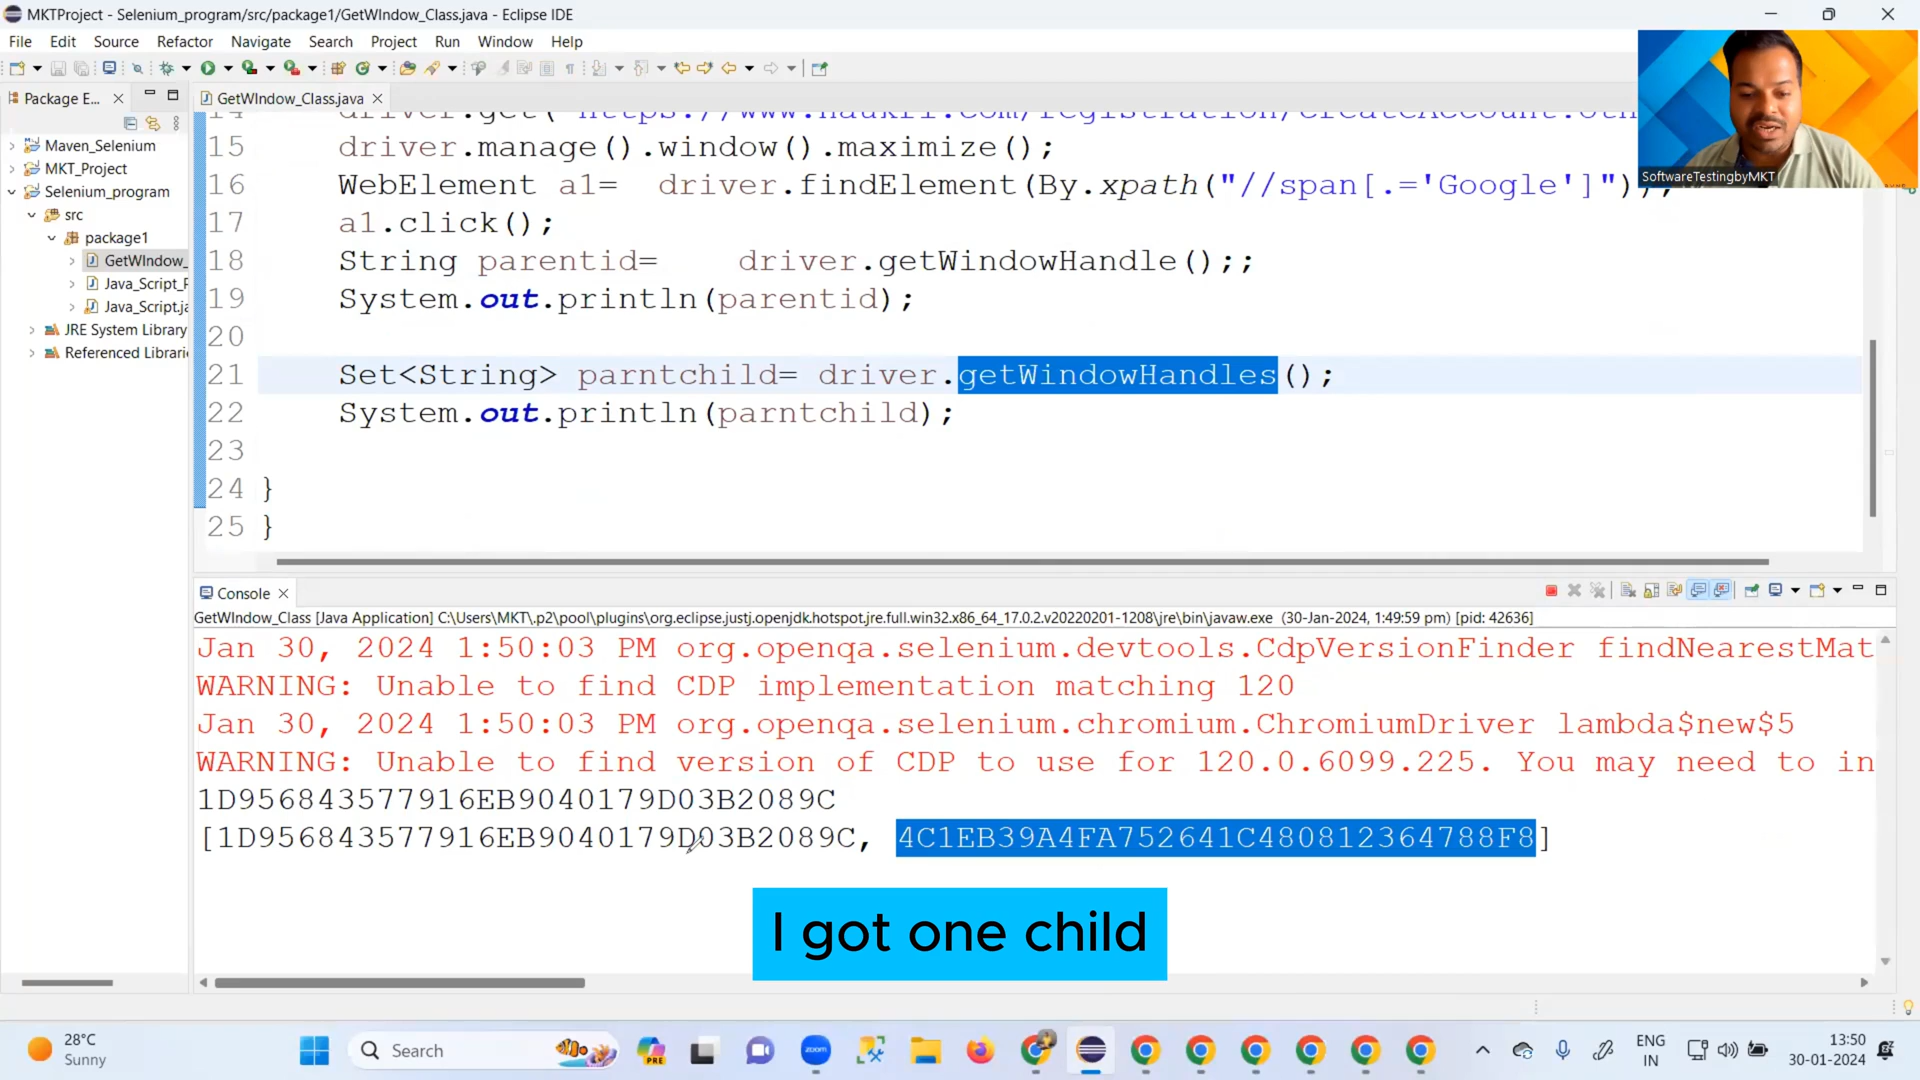 MKTProject - Selenium_program/src/package1/GetWIndow_Class.java - Eclipse IDE
File Edit Source Refactor Navigate Search Project Run Window Help
Package E...
GetWIndow_Class.java
Maven_Selenium
MKT_Project
Selenium_program
src
package1
GetWIndow_
Java_Script_
Java_Script.ja
JRE System Library
Referenced Librari
15 driver.manage().window().maximize();
16 WebElement a1= driver.findElement(By.xpath("//span[.='Google']"));
17 a1.click();
18 String parentid= driver.getWindowHandle();;
19 System.out.println(parentid);
20
21 Set<String> parntchild= driver.getWindowHandles();
22 System.out.println(parntchild);
23
24 }
25 }
SoftwareTestingbyMKT
Console
GetWIndow_Class [Java Application] C:\Users\MKT\.p2\pool\plugins\org.eclipse.justj.openjdk.hotspot.jre.full.win32.x86_64_17.0.2.v20220201-1208\jre\bin\javaw.exe (30-Jan-2024, 1:49:59 pm) [pid: 42636]
Jan 30, 2024 1:50:03 PM org.openqa.selenium.devtools.CdpVersionFinder findNearestMat
WARNING: Unable to find CDP implementation matching 120
Jan 30, 2024 1:50:03 PM org.openqa.selenium.chromium.ChromiumDriver lambda$new$5
WARNING: Unable to find version of CDP to use for 120.0.6099.225. You may need to in
1D956843577916EB9040179D03B2089C
[1D956843577916EB9040179D03B2089C, 4C1EB39A4FA752641C480812364788F8]
I got one child
28°C
Sunny
Search
PRE
zoom
ENG
IN
13:50
30-01-2024